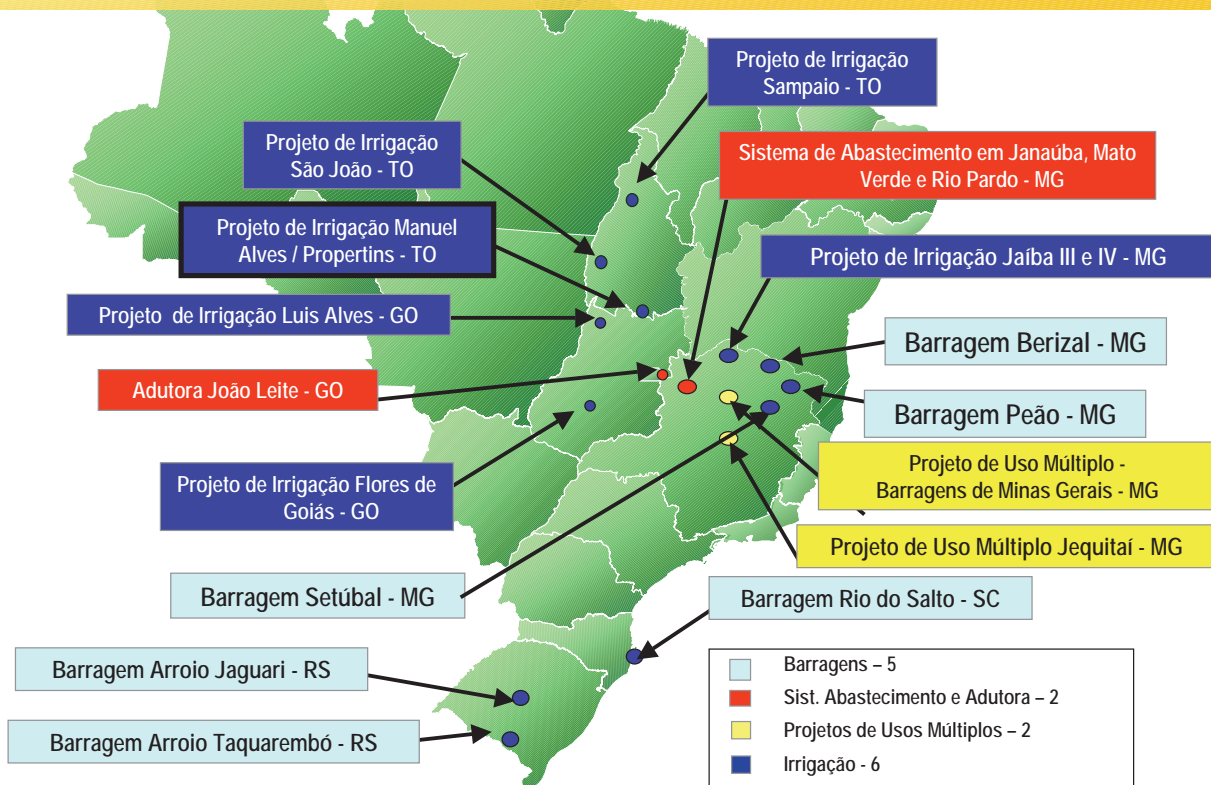 Projeto de Irrigação
Sampaio - TO
Projeto de Irrigação
São João - TO
Sistema de Abastecimento em Janaúba, Mato
Verde e Rio Pardo - MG
Projeto de Irrigação Manuel
Alves / Propertins - TO
Projeto de Irrigação Jaíba III e IV - MG
Projeto de Irrigação Luis Alves - GO
Barragem Berizal - MG
Adutora João Leite - GO
Barragem Peão - MG
Projeto de Uso Múltiplo -
Barragens de Minas Gerais - MG
Projeto de Irrigação Flores de
Goiás - GO
Projeto de Uso Múltiplo Jequitaí - MG
Barragem Setúbal - MG
Barragem Rio do Salto - SC
Barragem Arroio Jaguari - RS
Barragem Arroio Taquarembó - RS
Barragens – 5
Sist. Abastecimento e Adutora – 2
Projetos de Usos Múltiplos – 2
Irrigação - 6